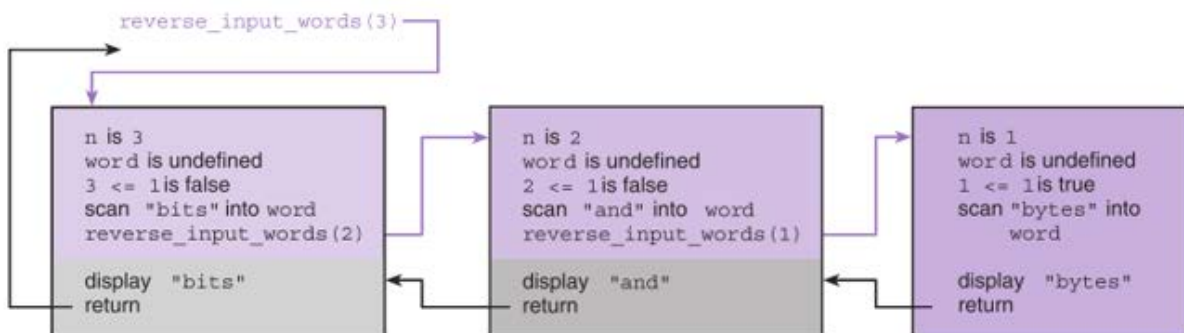 reverse_input_words(3)
n is 3
word is undefined
3 <= 1 is false
scan "bits" into word
reverse_input_words(2)
display "bits"
return
n is 2
word is undefined
2 <= 1 is false
scan "and" into word
reverse_input_words(1)
display "and"
return
n is 1
word is undefined
1 <= 1 is true
scan "bytes" into
word
display "bytes"
return